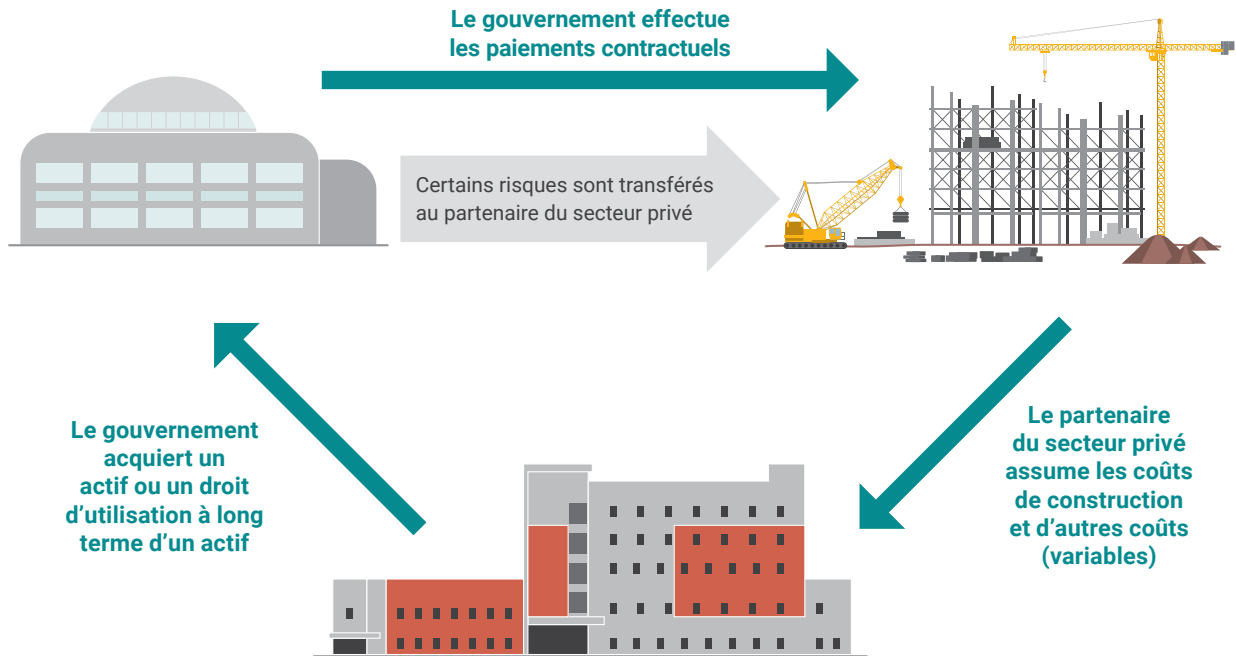 Le gouvernement effectue
les paiements contractuels
Certains risques sont transférés
au partenaire du secteur privé
Le gouvernement
acquiert un
actif ou un droit
d’utilisation à long
terme d’un actif
Le partenaire
du secteur privé
assume les coûts
de construction
et d’autres coûts
(variables)